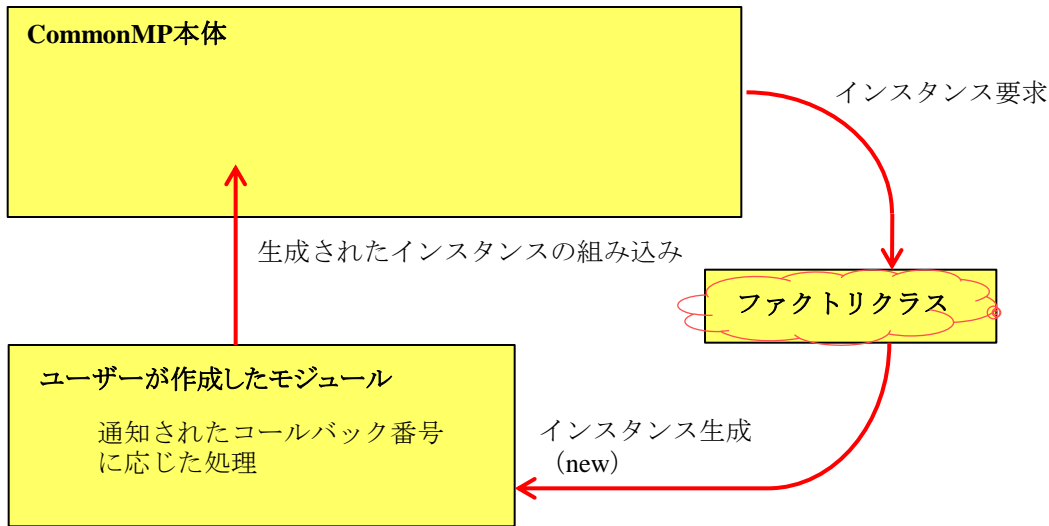 CommonMP本体
インスタンス要求
生成されたインスタンスの組み込み
ファクトリクラス
ユーザーが作成したモジュール
通知されたコールバック番号
に応じた処理
インスタンス生成
（new）